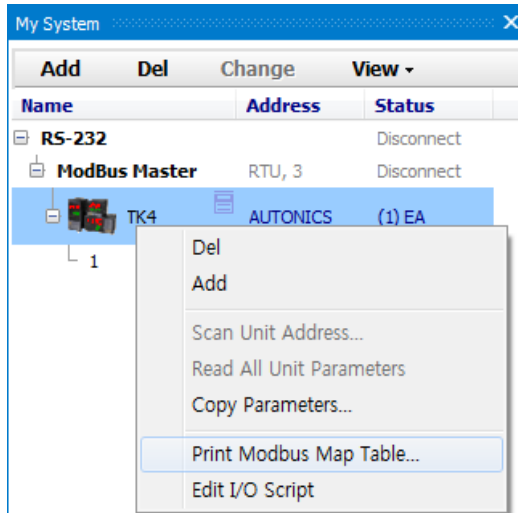 My System
Add Del Change View
Name Address Status
RS-232 Disconnect
ModBus Master RTU, 3 Disconnect
TK4 AUTONICS (1) EA
1
Del
Add
Scan Unit Address...
Read All Unit Parameters
Copy Parameters...
Print Modbus Map Table...
Edit I/O Script